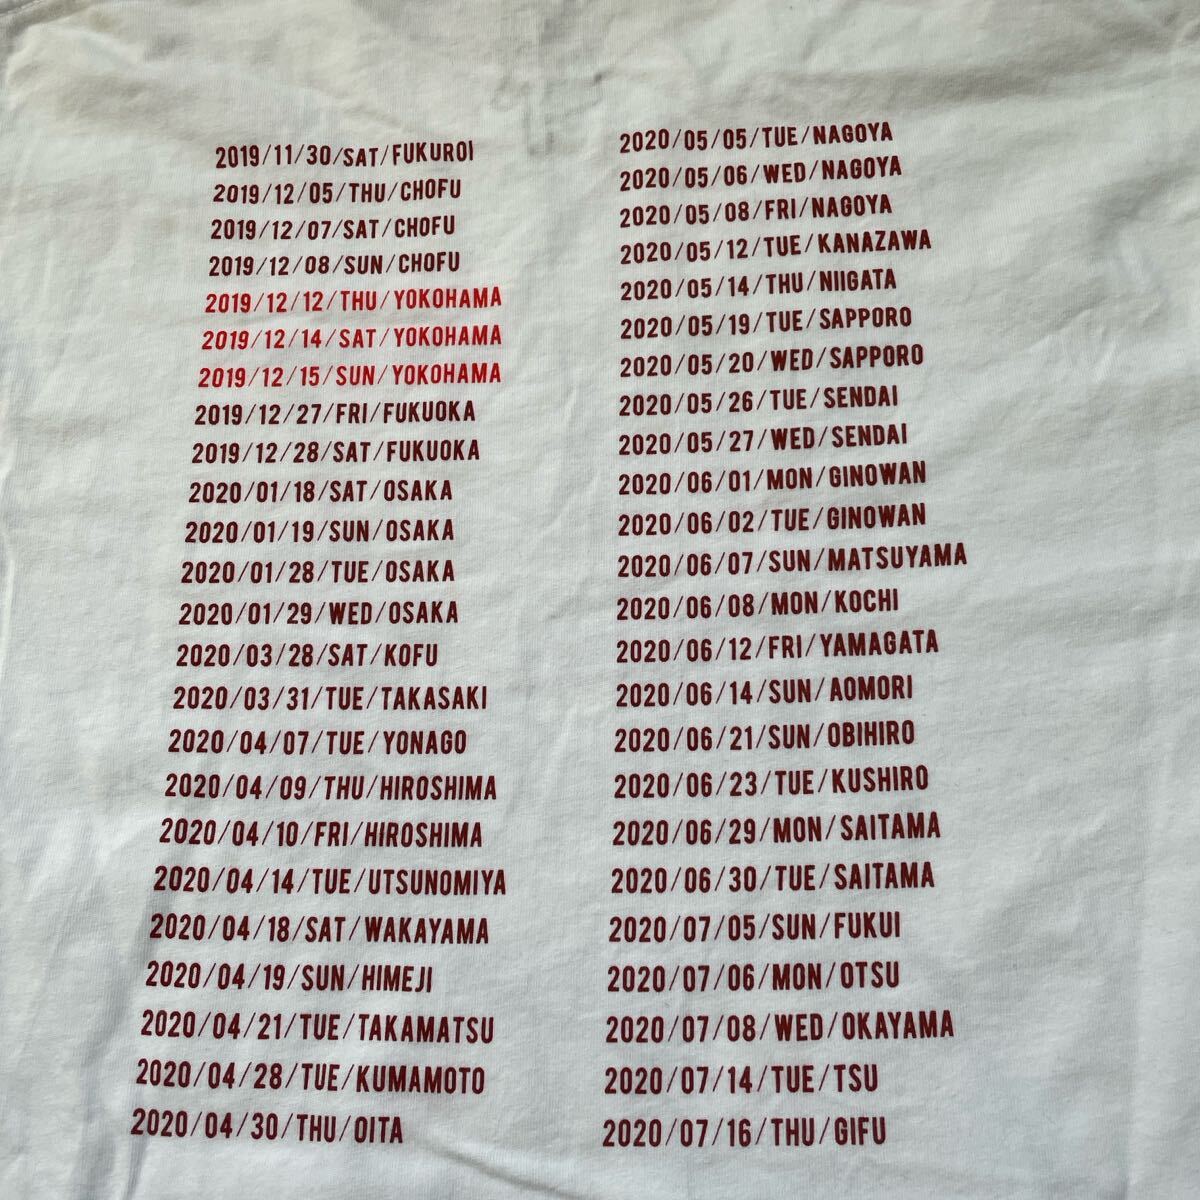 2019/11/30/SAT/FUKUROI
2019/12/05/THU/CHOFU
2019/12/07/SAT/CHOFU
2019/12/08/SUN/CHOFU
2019/12/12/THU/YOKOHAMA
2019/12/14/SAT/YOKOHAMA
2019/12/15/SUN/YOKOHAMA
2019/12/27/FRI/FUKUOKA
2019/12/28/SAT/FUKUOKA
2020/01/18/SAT/OSAKA
2020/01/19/SUN/OSAKA
2020/01/28/TUE/OSAKA
2020/01/29/WED/OSAKA
2020/03/28/SAT/KOFU
2020/03/31/TUE/TAKASAKI
2020/04/07/TUE/YONAGO
2020/04/09/THU/HIROSHIMA
2020/04/10/FRI/HIROSHIMA
2020/04/14/TUE/UTSUNOMIYA
2020/04/18/SAT/WAKAYAMA
2020/04/19/SUN/HIMEJI
2020/04/21/TUE/TAKAMATSU
2020/04/28/TUE/KUMAMOTO
2020/04/30/THU/OITA
2020/05/05/TUE/NAGOYA
2020/05/06/WED/NAGOYA
2020/05/08/FRI/NAGOYA
2020/05/12/TUE/KANAZAWA
2020/05/14/THU/NIIGATA
2020/05/19/TUE/SAPPORO
2020/05/20/WED/SAPPORO
2020/05/26/TUE/SENDAI
2020/05/27/WED/SENDAI
2020/06/01/MON/GINOWAN
2020/06/02/TUE/GINOWAN
2020/06/07/SUN/MATSUYAMA
2020/06/08/MON/KOCHI
2020/06/12/FRI/YAMAGATA
2020/06/14/SUN/AOMORI
2020/06/21/SUN/OBIHIRO
2020/06/23/TUE/KUSHIRO
2020/06/29/MON/SAITAMA
2020/06/30/TUE/SAITAMA
2020/07/05/SUN/FUKUI
2020/07/06/MON/OTSU
2020/07/08/WED/OKAYAMA
2020/07/14/TUE/TSU
2020/07/16/THU/GIFU